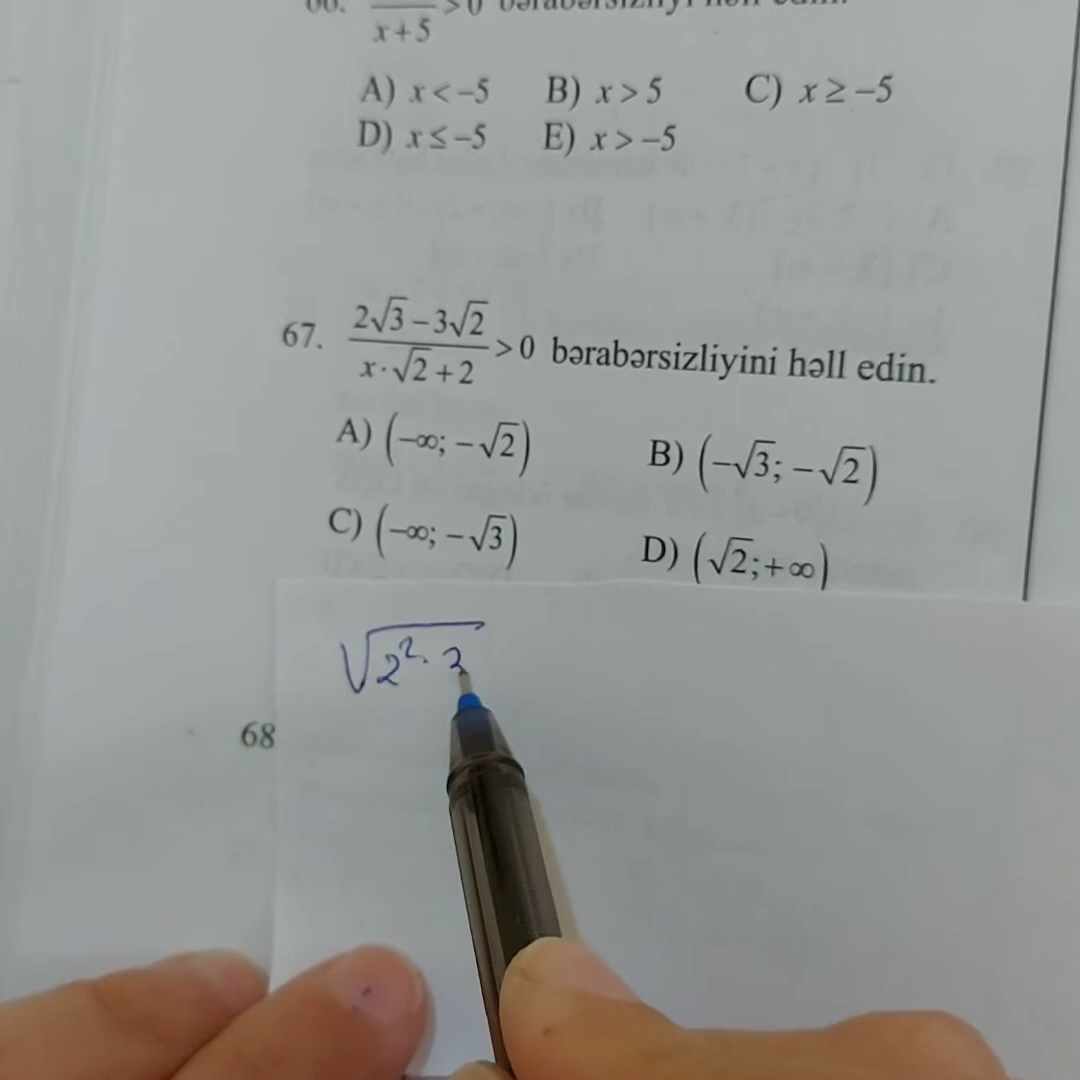 x+5
A) x<-5 B) x>5 C) x≥-5
D) x≤-5 E) x>-5
67. (2√3-3√2)/(x·√2+2) >0 bərabərsizliyini həll edin.
A) (-∞; -√2) B) (-√3; -√2)
C) (-∞; -√3) D) (√2;+∞)
√(2²·3
68